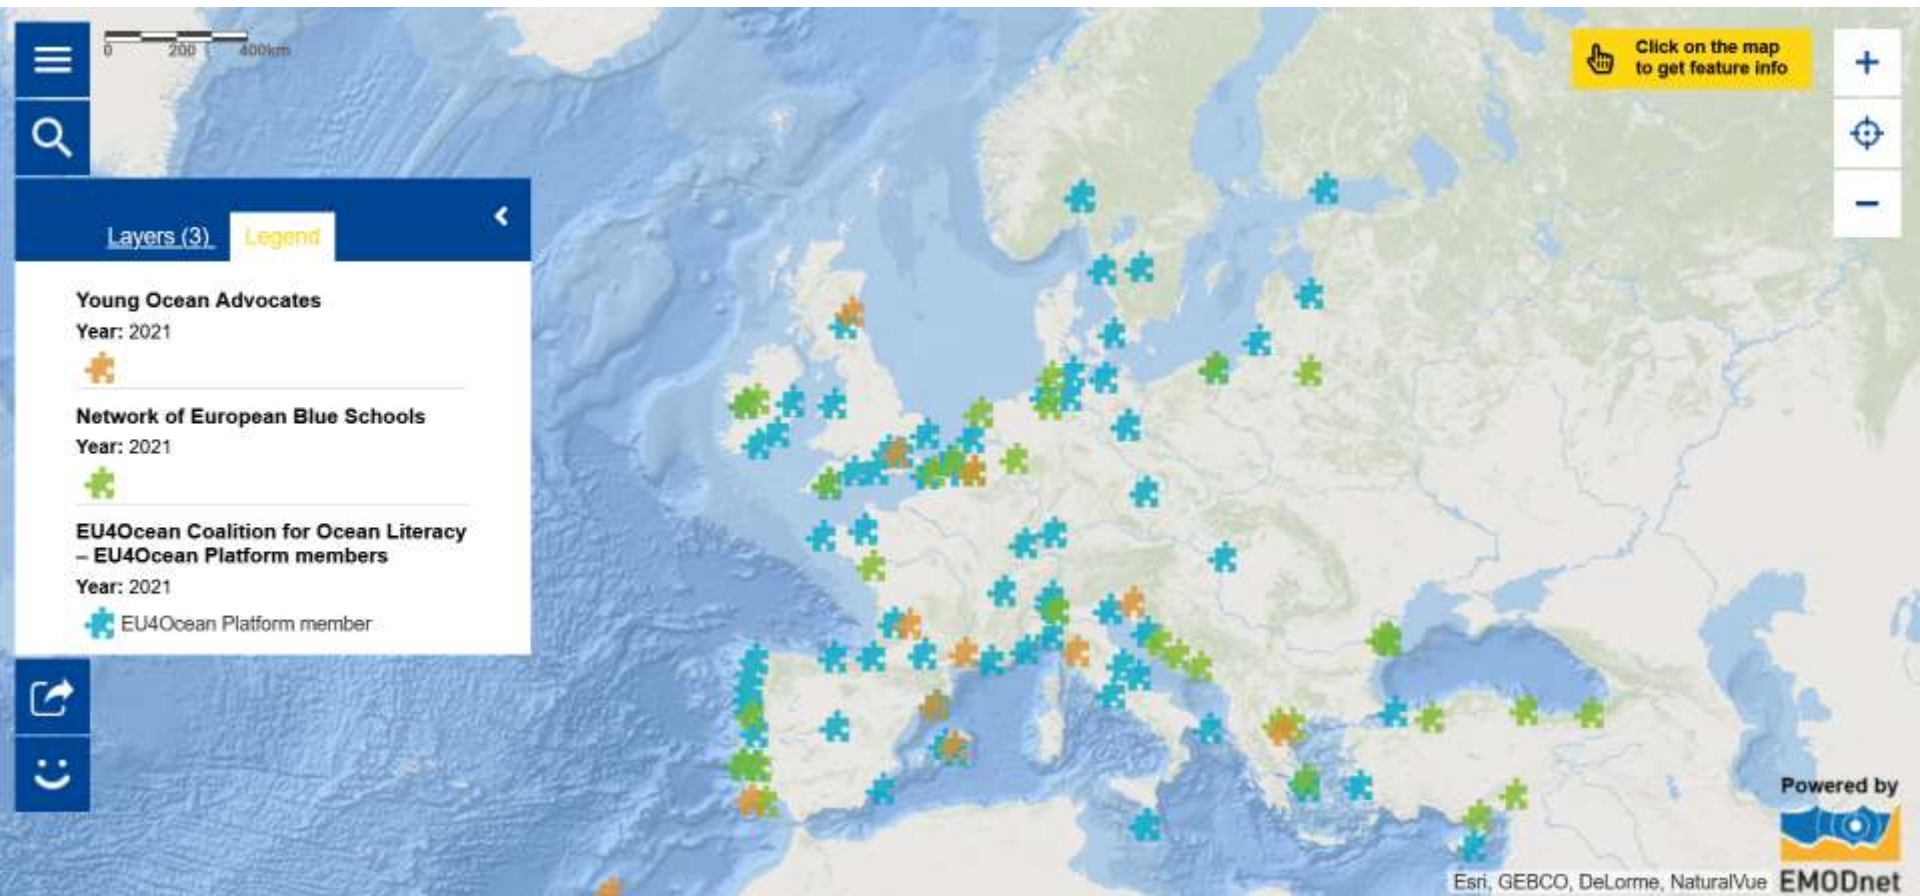 0 200 400km
Click on the map
to get feature info
+
−
Layers (3)
Legend
Young Ocean Advocates
Year: 2021
Network of European Blue Schools
Year: 2021
EU4Ocean Coalition for Ocean Literacy
– EU4Ocean Platform members
Year: 2021
EU4Ocean Platform member
Powered by
EMODnet
Esri, GEBCO, DeLorme, NaturalVue